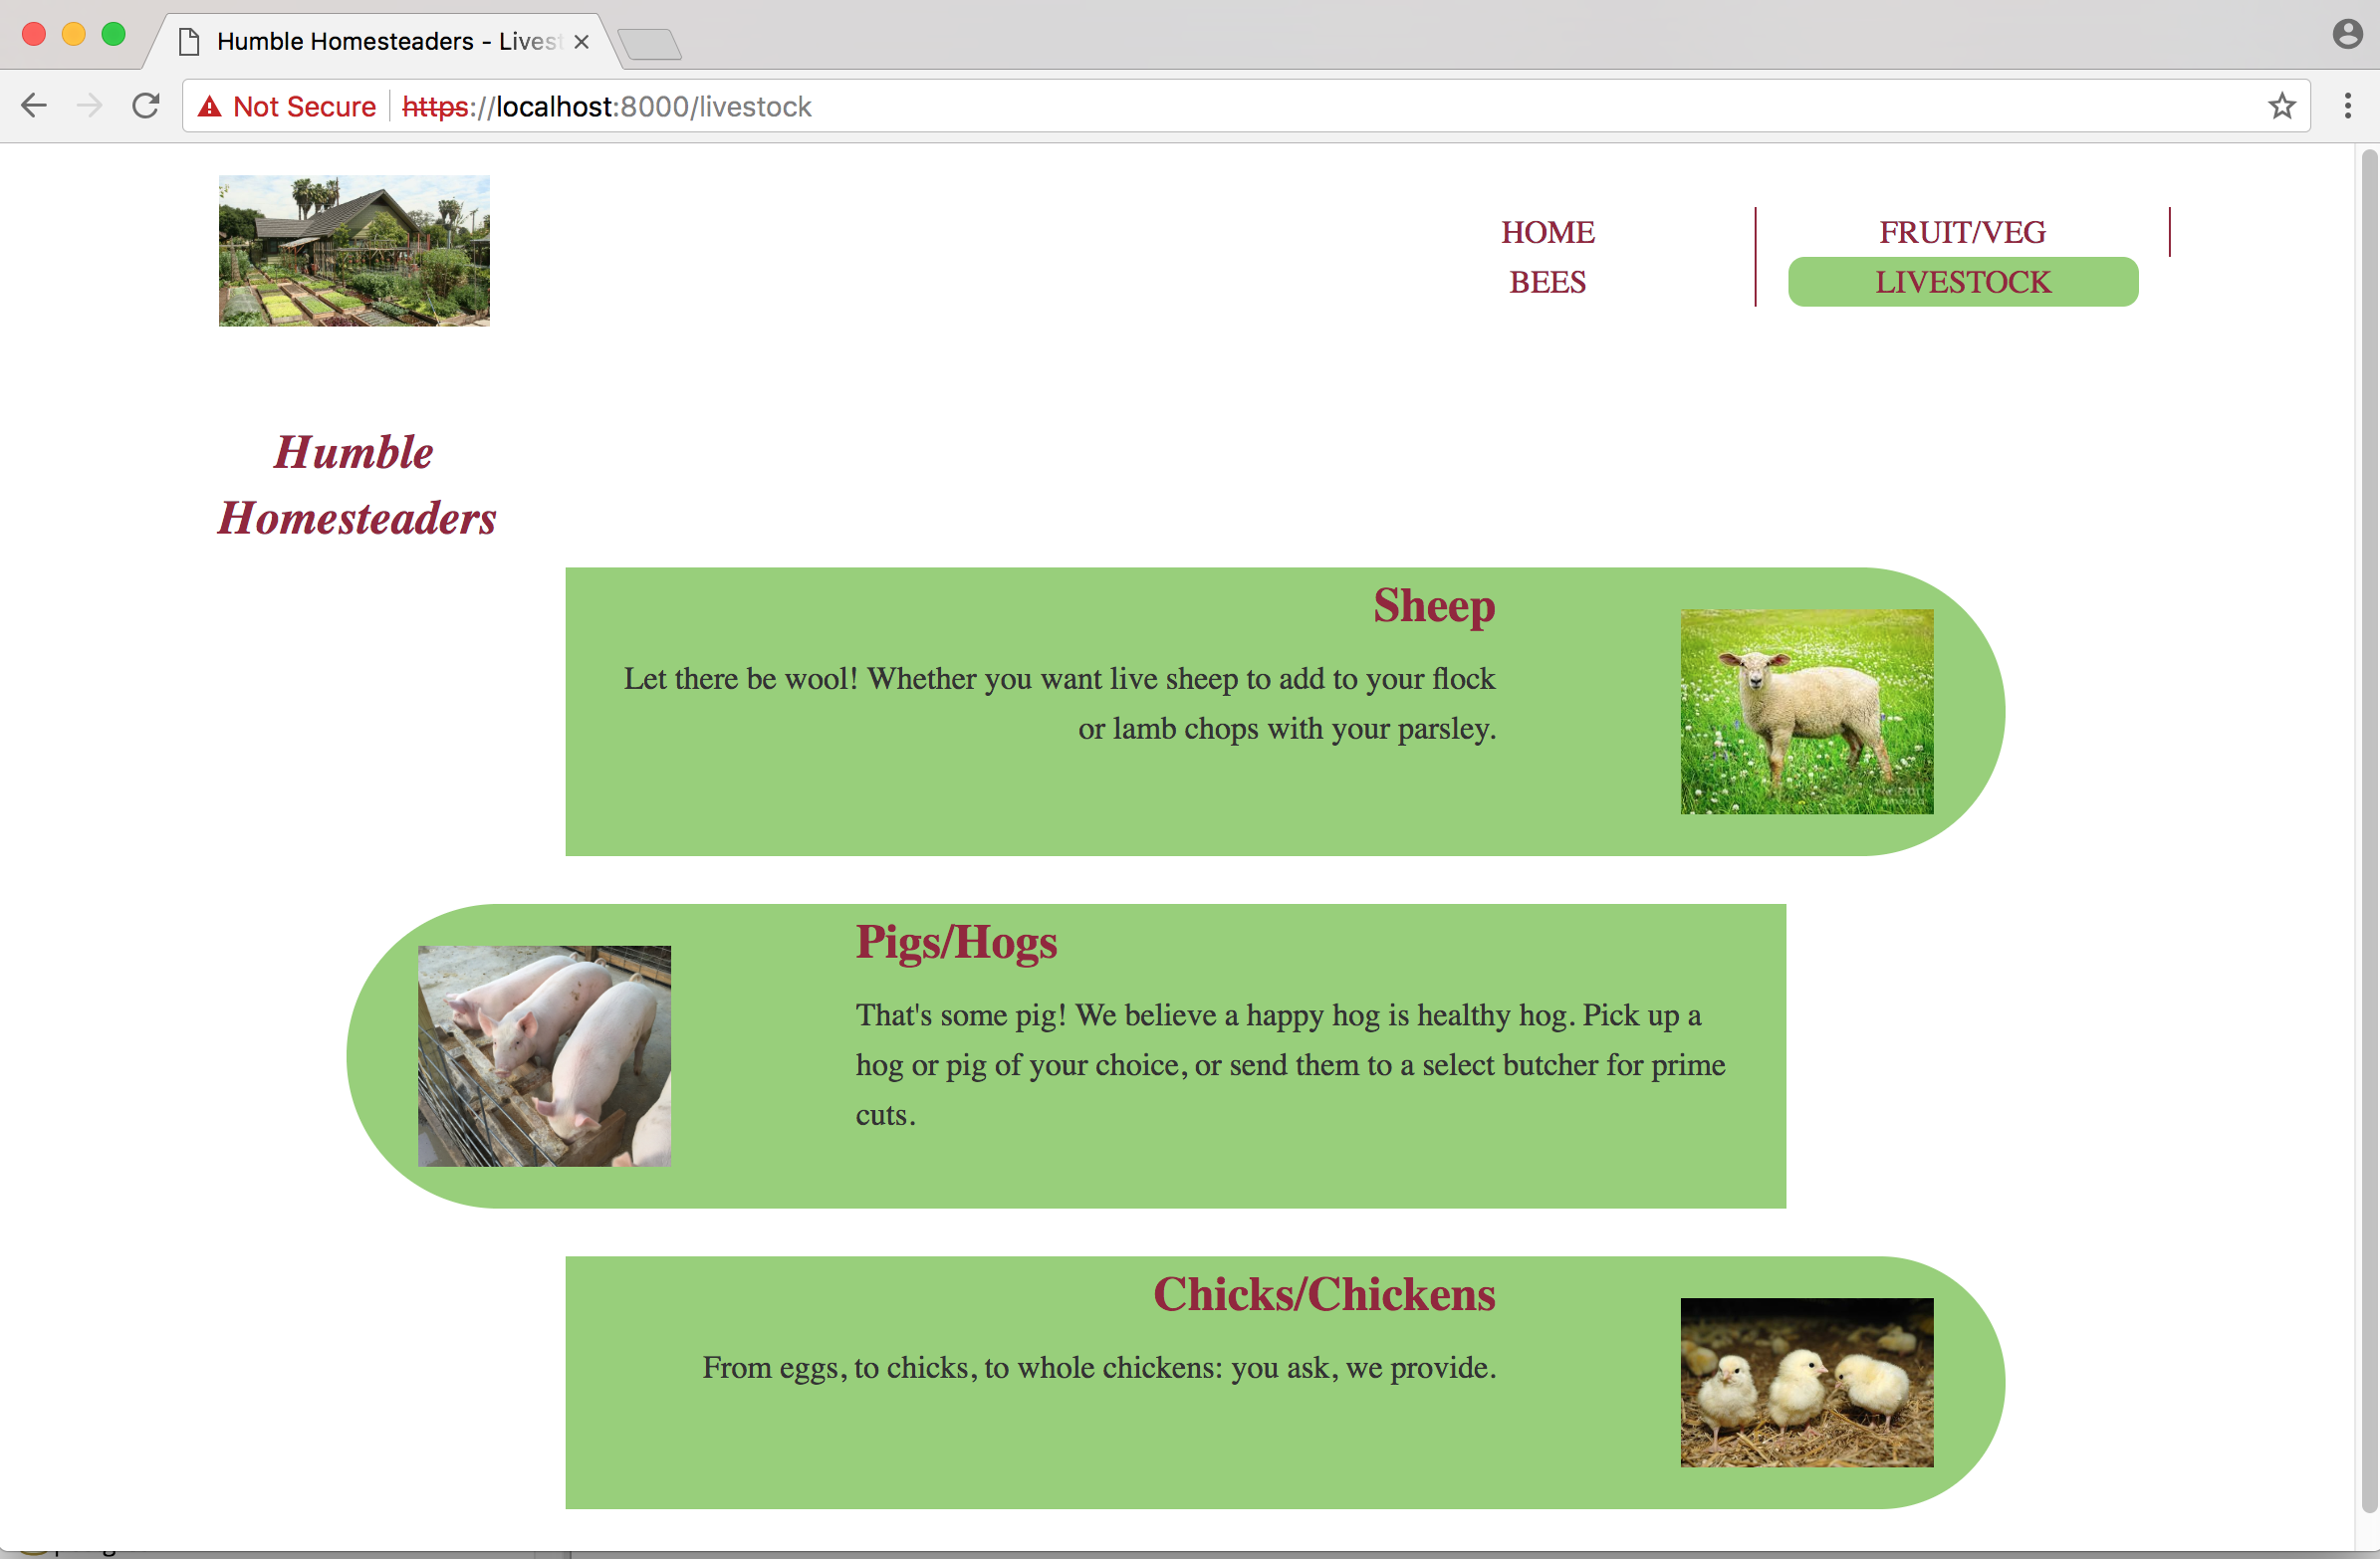 Humble Homesteaders - Livest
Not Secure https://localhost:8000/livestock
HOME
FRUIT/VEG
BEES
LIVESTOCK
Humble
Homesteaders
Sheep
Let there be wool! Whether you want live sheep to add to your flock
or lamb chops with your parsley.
Pigs/Hogs
That's some pig! We believe a happy hog is healthy hog. Pick up a
hog or pig of your choice, or send them to a select butcher for prime
cuts.
Chicks/Chickens
From eggs, to chicks, to whole chickens: you ask, we provide.